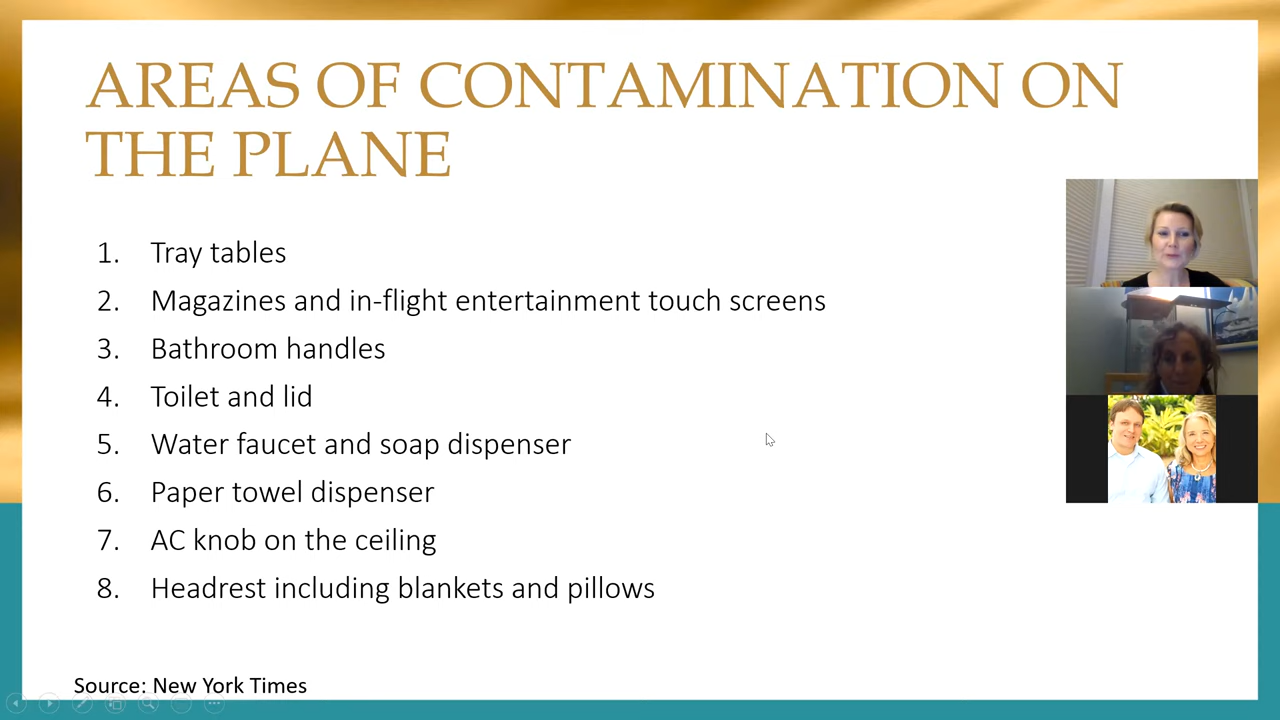 AREAS OF CONTAMINATION ON
THE PLANE
1. Tray tables
2. Magazines and in-flight entertainment touch screens
3. Bathroom handles
4. Toilet and lid
5. Water faucet and soap dispenser
6. Paper towel dispenser
7. AC knob on the ceiling
8. Headrest including blankets and pillows
Source: New York Times